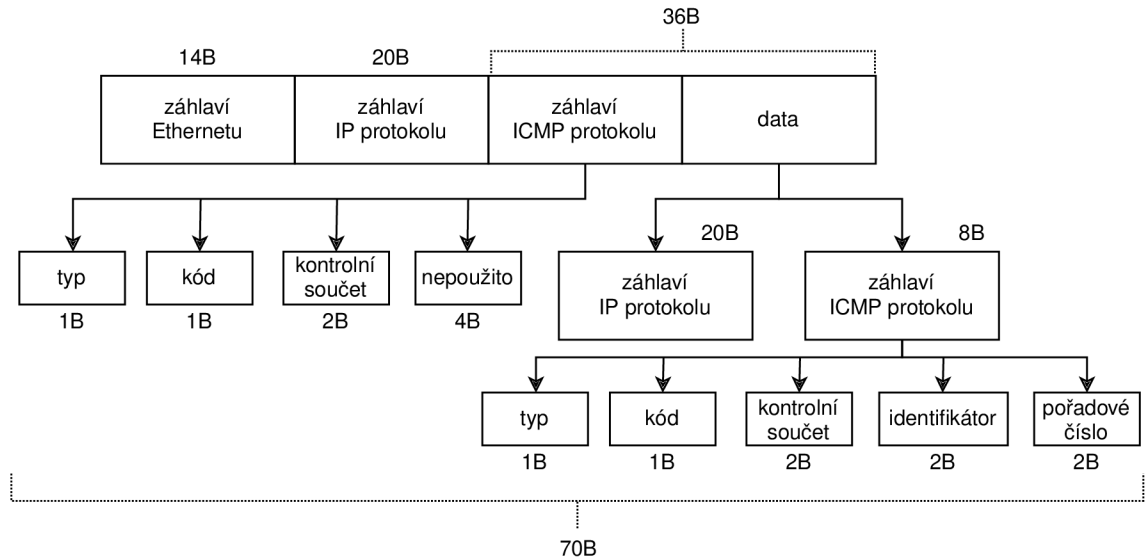 36B
14B
20B
záhlaví
Ethernetu
záhlaví
IP protokolu
záhlaví
ICMP protokolu
data
20B
8B
typ
kód
kontrolní
součet
nepoužito
záhlaví
IP protokolu
záhlaví
ICMP protokolu
1B
1B
2B
4B
typ
kód
kontrolní
součet
identifikátor
pořadové
číslo
1B
1B
2B
2B
2B
70B